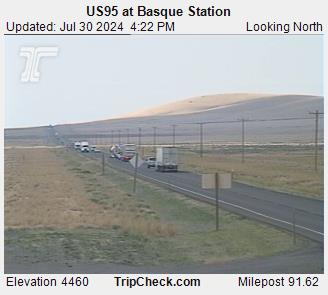 US95 at Basque Station
Updated: Jul 30 2024 4:22 PM Looking North
Elevation 4460 TripCheck.com Milepost 91.62